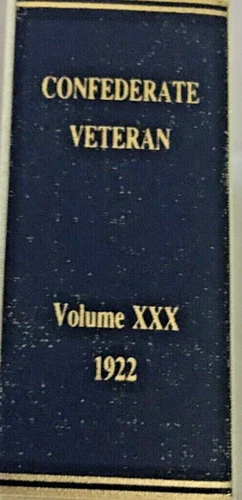 CONFEDERATE
VETERAN
Volume XXX
1922